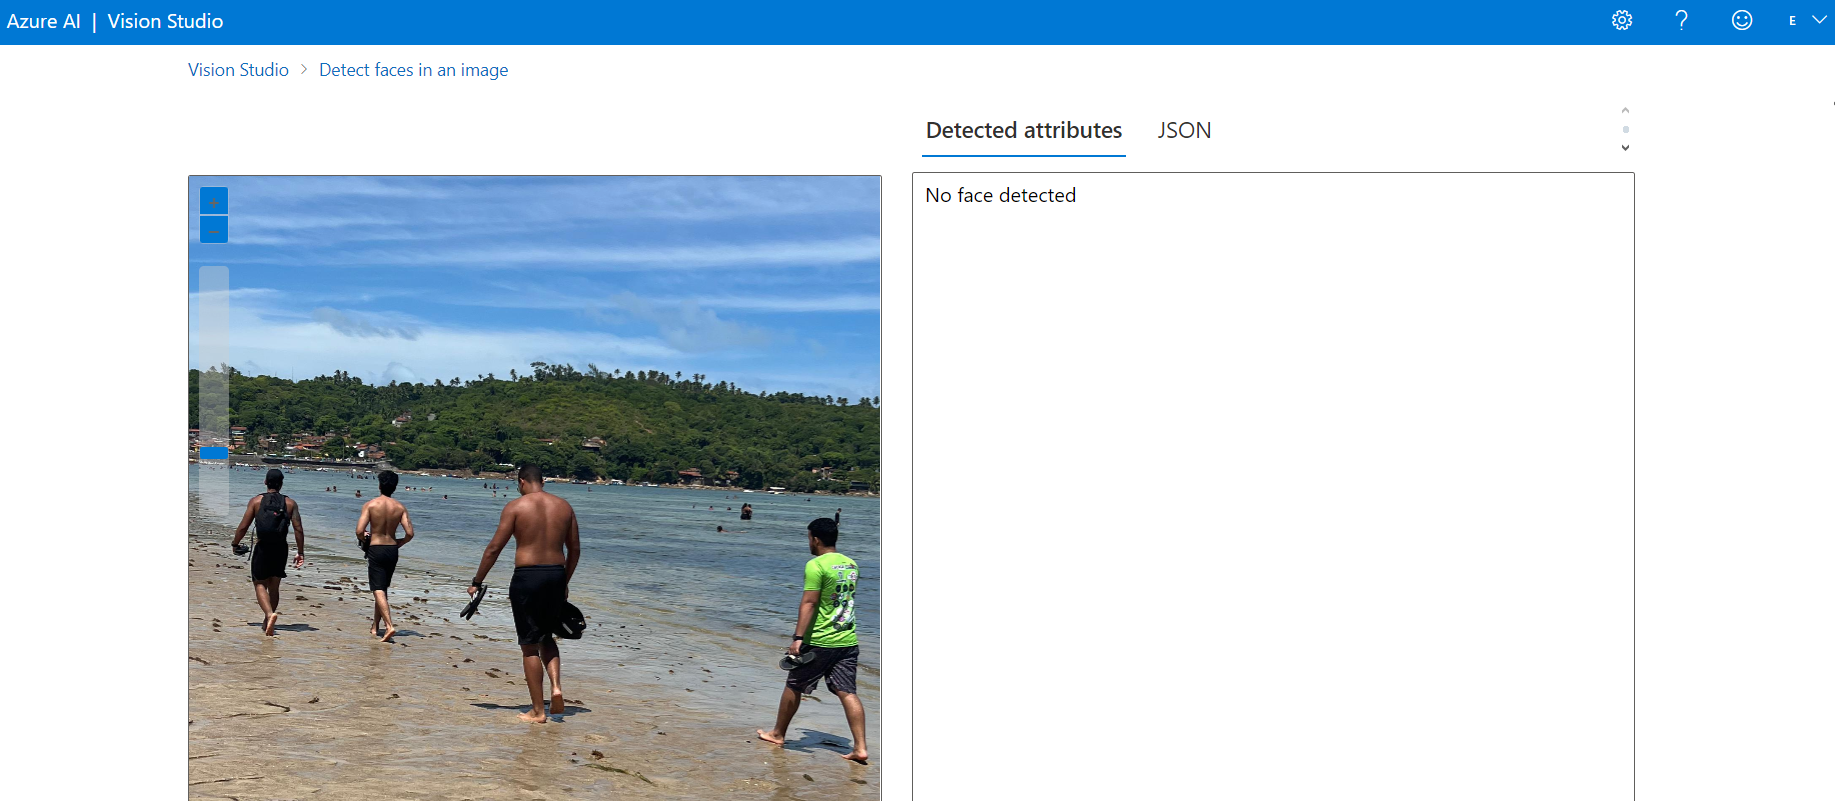 Azure AI | Vision Studio
E
Vision Studio > Detect faces in an image
Detected attributes
JSON
No face detected